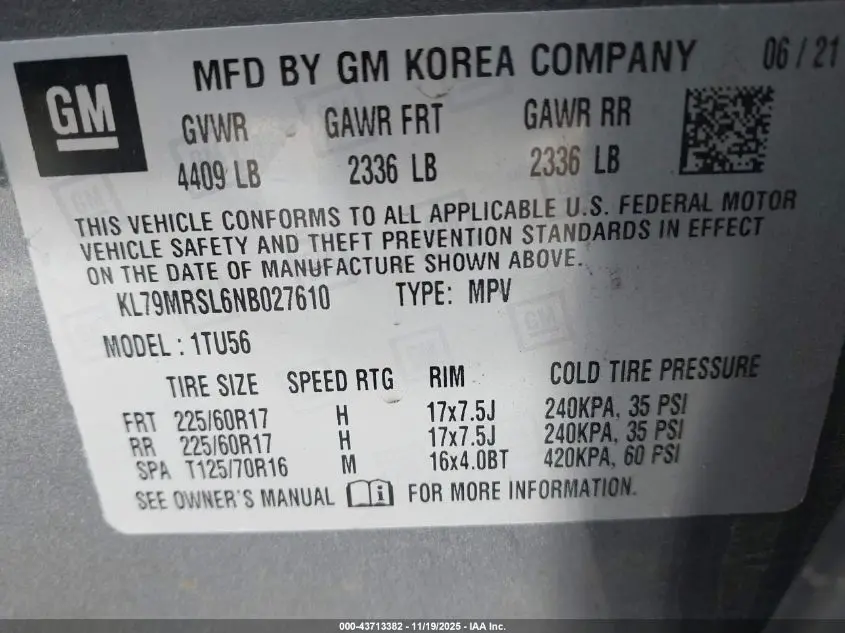 GM
MFD BY GM KOREA COMPANY 06 / 21
GVWR GAWR FRT GAWR RR
4409 LB 2336 LB 2336 LB
THIS VEHICLE CONFORMS TO ALL APPLICABLE U.S. FEDERAL MOTOR
VEHICLE SAFETY AND THEFT PREVENTION STANDARDS IN EFFECT
ON THE DATE OF MANUFACTURE SHOWN ABOVE.
KL79MRSL6NB027610 TYPE: MPV
MODEL : 1TU56
TIRE SIZE SPEED RTG RIM COLD TIRE PRESSURE
FRT 225/60R17 H 17x7.5J 240KPA, 35 PSI
RR 225/60R17 H 17x7.5J 240KPA, 35 PSI
SPA T125/70R16 M 16x4.0BT 420KPA, 60 PSI
SEE OWNER'S MANUAL i FOR MORE INFORMATION.
000-43713382 - 11/19/2025 - IAA Inc.